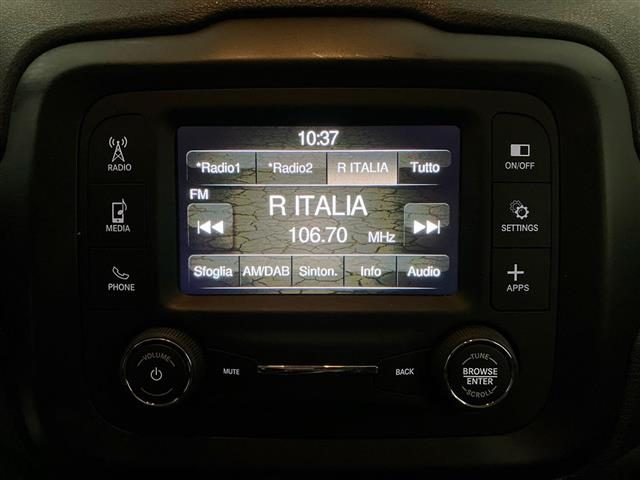 10:37
*Radio1 *Radio2 R ITALIA Tutto
FM
R ITALIA
106.70 MHz
Sfoglia AM/DAB Sinton. Info Audio
RADIO
MEDIA
PHONE
ON/OFF
SETTINGS
APPS
VOLUME
MUTE
BACK
TUNE
BROWSE
ENTER
SCROLL